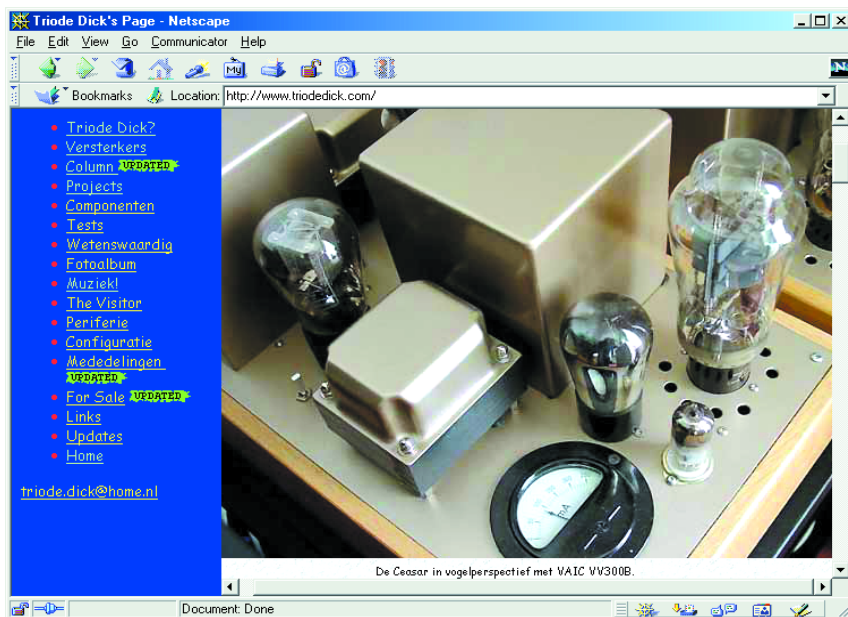 Triode Dick's Page - Netscape
File Edit View Go Communicator Help
My
N
Bookmarks Location: http://www.triodedick.com/
Triode Dick?
Versterkers
Column UPDATED
Projects
Componenten
Tests
Wetenswaardig
Fotoalbum
Muziek!
The Visitor
Periferie
Configuratie
Mededelingen
UPDATED
For Sale UPDATED
Links
Updates
Home
triode.dick@home.nl
mA
De Ceasar in vogelperspectief met VAIC VV300B.
Document: Done